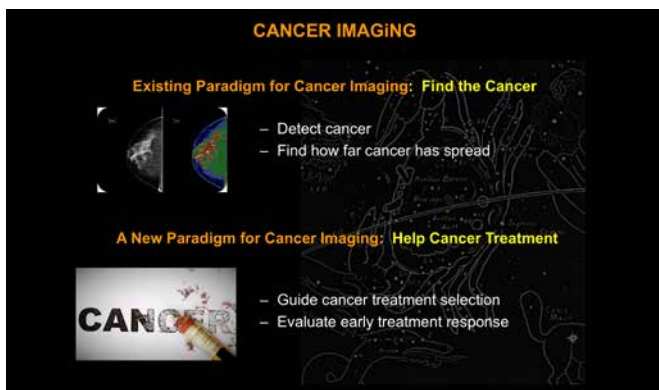 CANCER IMAGiNG
Existing Paradigm for Cancer Imaging: Find the Cancer
– Detect cancer
– Find how far cancer has spread
A New Paradigm for Cancer Imaging: Help Cancer Treatment
– Guide cancer treatment selection
– Evaluate early treatment response
CANCER